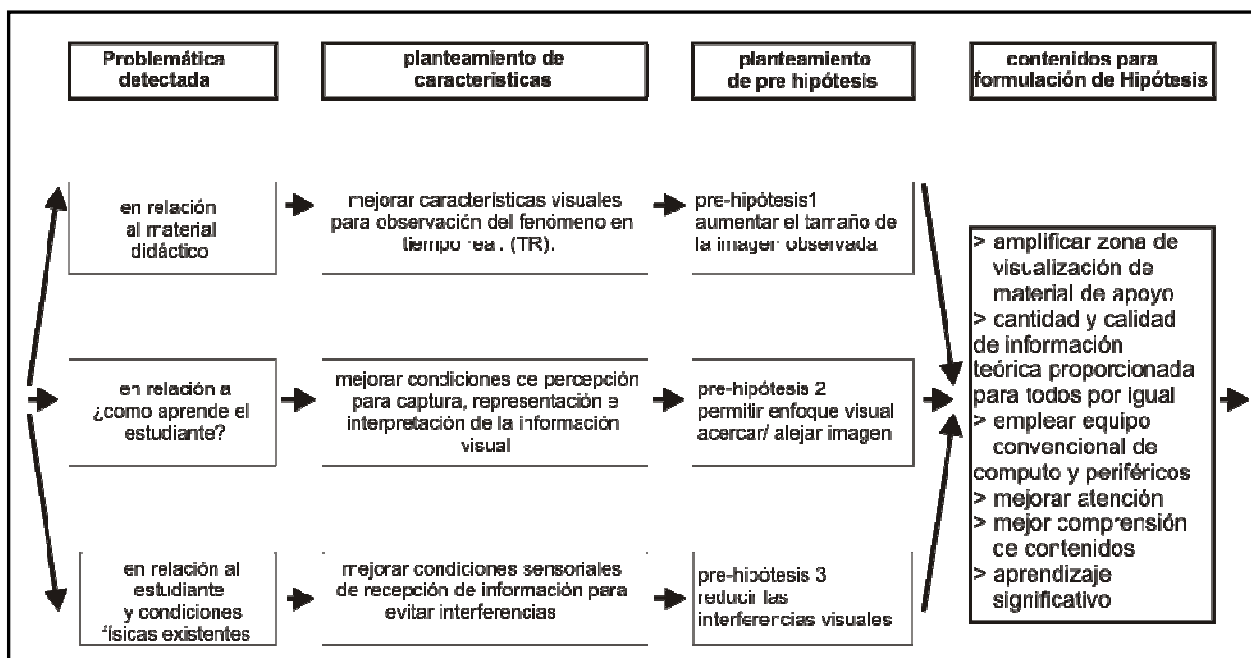 Problemática
detectada
planteamiento de
características
planteamiento
de pre hipótesis
contenidos para
formulación de Hipótesis
en relación
al material
didáctico
mejorar características visuales
para observación del fenómeno en
tiempo real. (TR).
pre-hipótesis1
aumentar el tamaño de
la imagen observada
en relación a
¿como aprende el
estudiante?
mejorar condiciones de percepción
para captura, representación e
interpretación de la información
visual
pre-hipótesis 2
permitir enfoque visual
acercar/ alejar imagen
en relación al
estudiante
y condiciones
físicas existentes
mejorar condiciones sensoriales
de recepción de información para
evitar interferencias
pre-hipótesis 3
reducir las
interferencias visuales
> amplificar zona de
visualización de
material de apoyo
> cantidad y calidad
de información
teórica proporcionada
para todos por igual
> emplear equipo
convencional de
computo y periféricos
> mejorar atención
> mejor comprensión
de contenidos
> aprendizaje
significativo